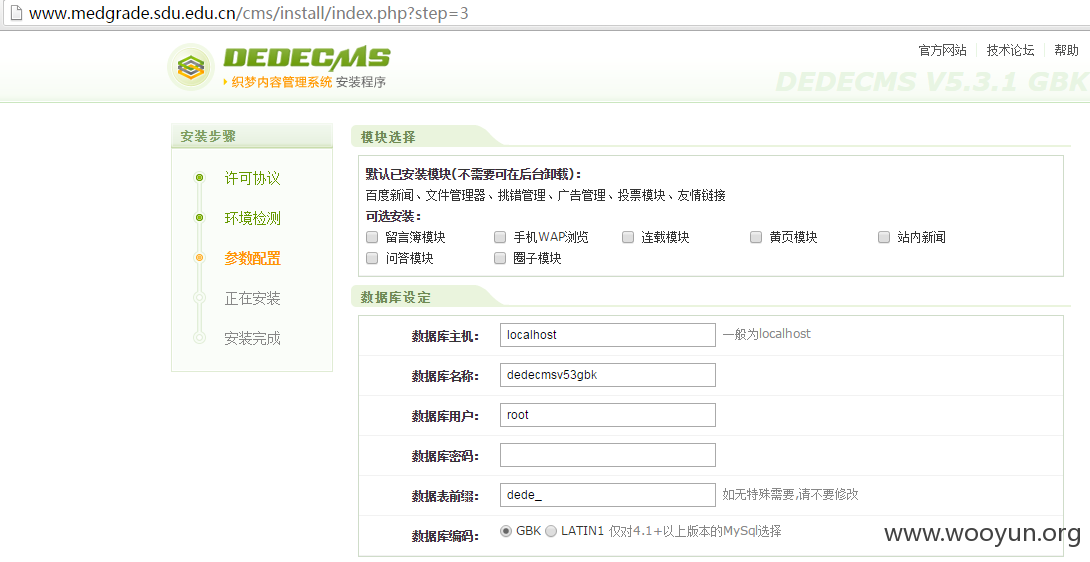 www.medgrade.sdu.edu.cn/cms/install/index.php?step=3
DEDECMS
织梦内容管理系统 安装程序
官方网站 技术论坛 帮助
DEDECMS V5.3.1 GBK
安装步骤
许可协议
环境检测
参数配置
正在安装
安装完成
模块选择
默认已安装模块(不需要可在后台卸载)：
百度新闻、文件管理器、挑错管理、广告管理、投票模块、友情链接
可选安装：
留言簿模块 手机WAP浏览 连载模块 黄页模块 站内新闻
问答模块 圈子模块
数据库设定
数据库主机： localhost 一般为localhost
数据库名称： dedecmsv53gbk
数据库用户： root
数据库密码：
数据表前缀： dede_ 如无特殊需要,请不要修改
数据库编码： GBK LATIN1 仅对4.1+以上版本的MySql选择
www.wooyun.org